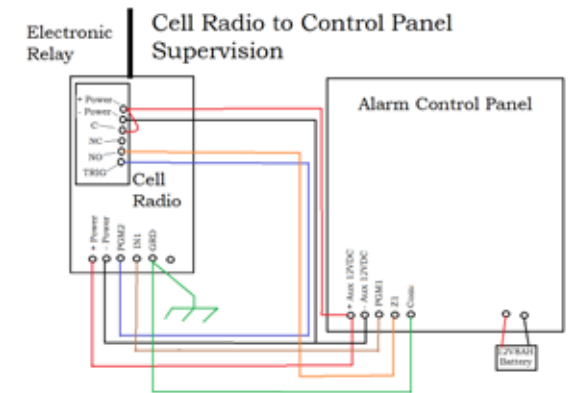 Cell Radio to Control Panel
Supervision
Electronic
Relay
Alarm Control Panel
+ Power
- Power
C
NC
NO
TRIG
Cell
Radio
+ Power
- Power
PGM2
IN1
GRD
+ Aux 12VDC
- Aux 12VDC
PGM1
Z1
Com
12V8AH
Battery